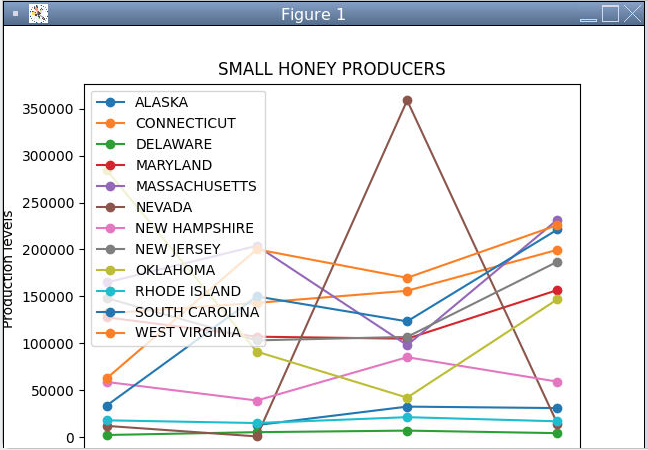 Figure 1
SMALL HONEY PRODUCERS
350000
300000
250000
200000
150000
100000
50000
0
Production levels
ALASKA
CONNECTICUT
DELAWARE
MARYLAND
MASSACHUSETTS
NEVADA
NEW HAMPSHIRE
NEW JERSEY
OKLAHOMA
RHODE ISLAND
SOUTH CAROLINA
WEST VIRGINIA